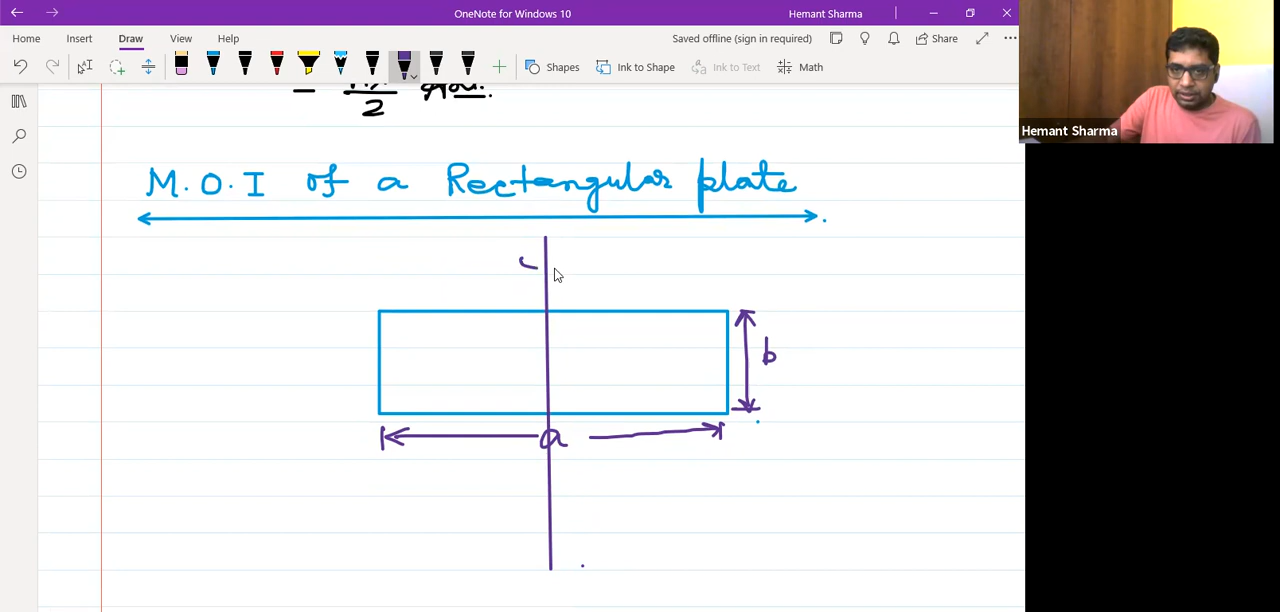 OneNote for Windows 10
Hemant Sharma
Home Insert Draw View Help
Saved offline (sign in required)
Share
Shapes
Ink to Shape
Ink to Text
Math
Hemant Sharma
2
M.O.I of a Rectangular plate
b
a